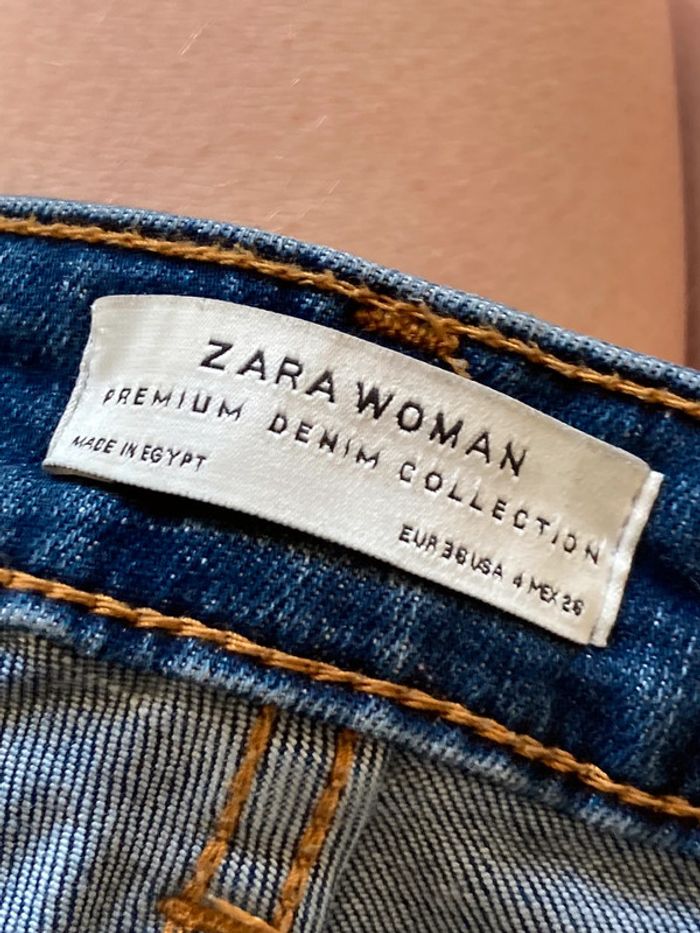 ZARA WOMAN
PREMIUM DENIM COLLECTION
MADE IN EGYPT
EUR 36 USA 4 MEX 26